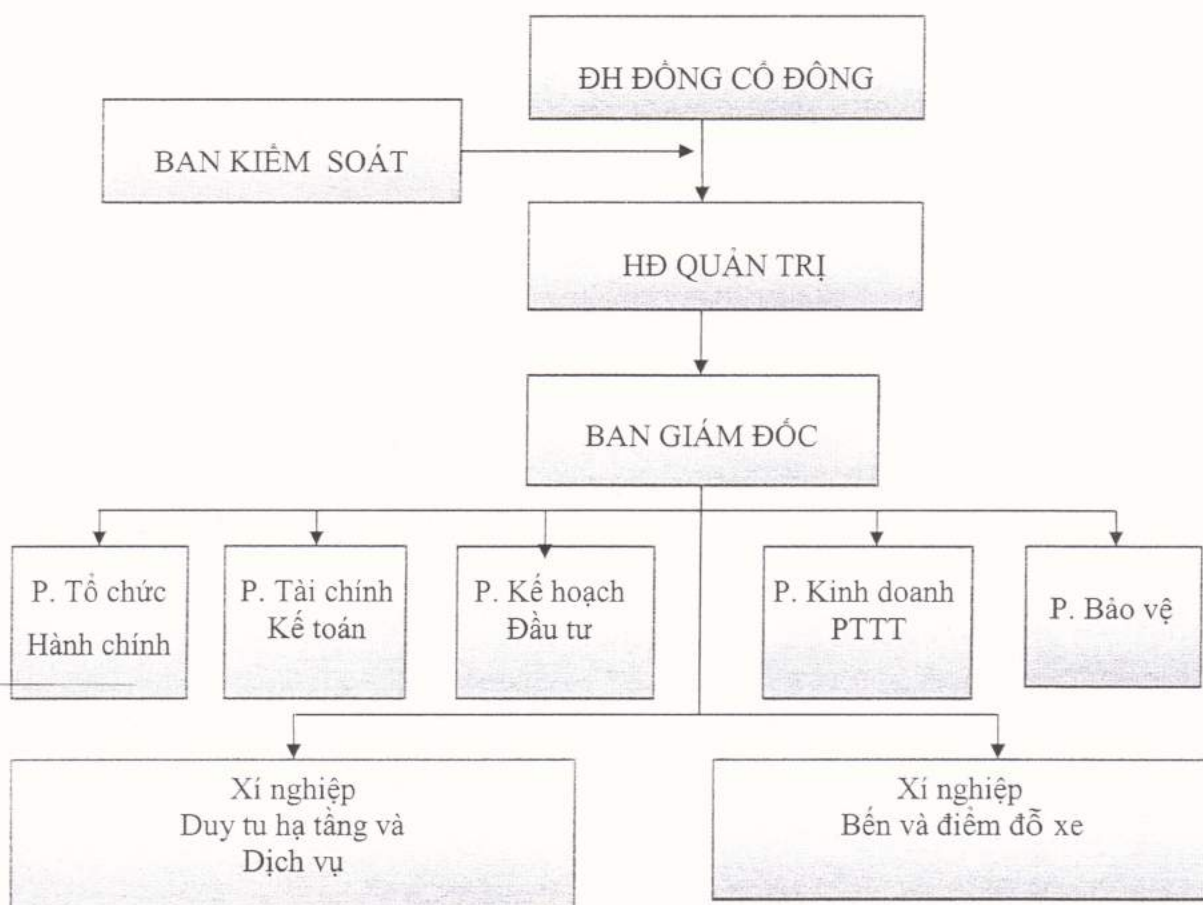 ĐH ĐỒNG CỔ ĐÔNG
BAN KIỂM SOÁT
HĐ QUẢN TRỊ
BAN GIÁM ĐỐC
P. Tổ chức
Hành chính
P. Tài chính
Kế toán
P. Kế hoạch
Đầu tư
P. Kinh doanh
PTTT
P. Bảo vệ
Xí nghiệp
Duy tu hạ tầng và
Dịch vụ
Xí nghiệp
Bến và điểm đỗ xe